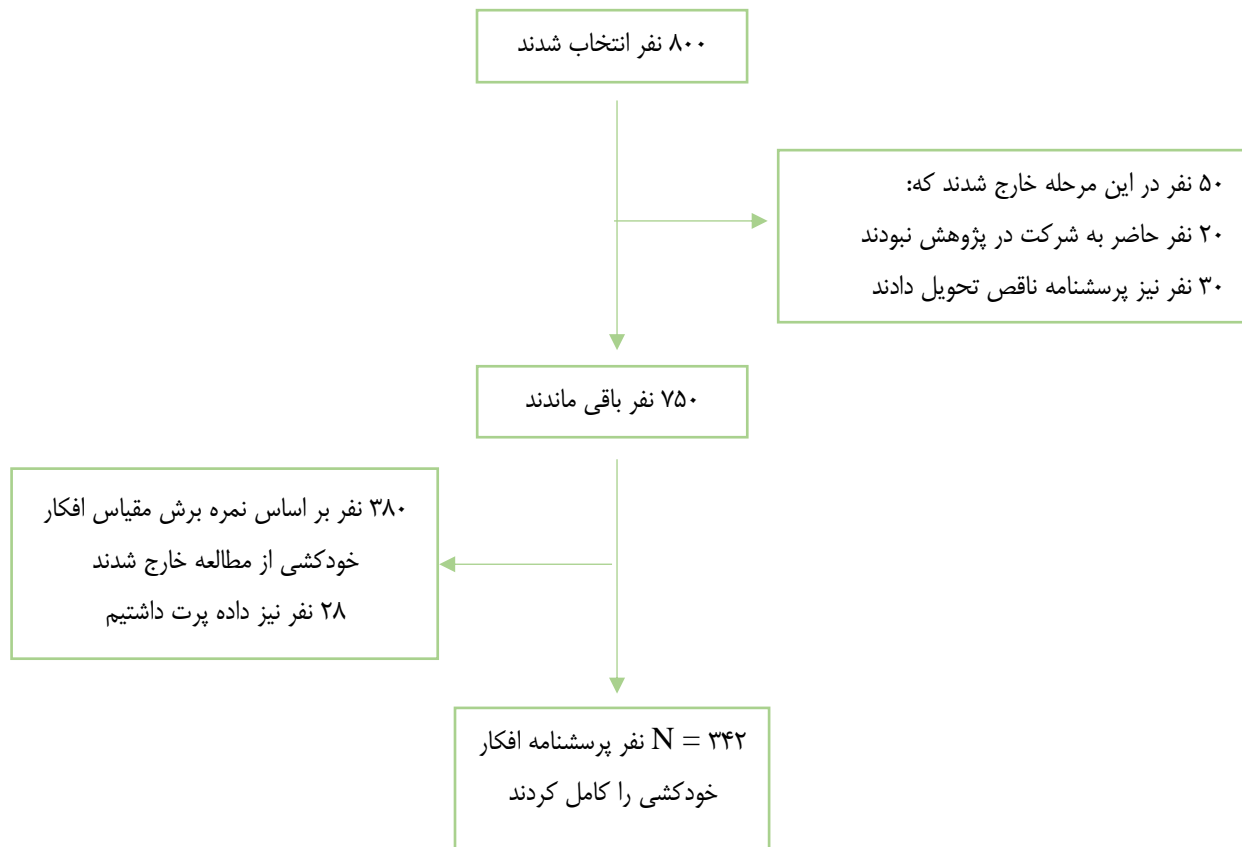 ۸۰۰ نفر انتخاب شدند
۵۰ نفر در این مرحله خارج شدند که:
۲۰ نفر حاضر به شرکت در پژوهش نبودند
۳۰ نفر نیز پرسشنامه ناقص تحویل دادند
۷۵۰ نفر باقی ماندند
۳۸۰ نفر بر اساس نمره برش مقیاس افکار
خودکشی از مطالعه خارج شدند
۲۸ نفر نیز داده پرت داشتیم
N = ۳۴۲ نفر پرسشنامه افکار
خودکشی را کامل کردند